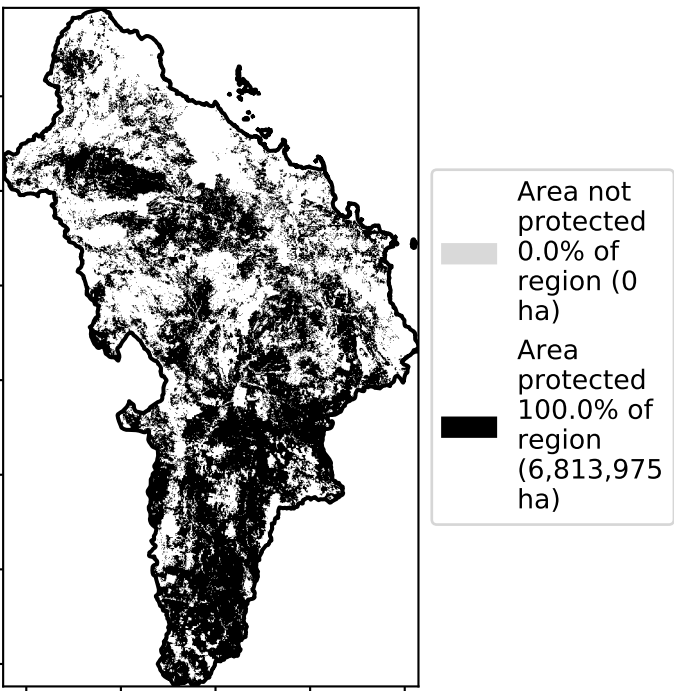 Area not
protected
0.0% of
region (0
ha)
Area
protected
100.0% of
region
(6,813,975
ha)